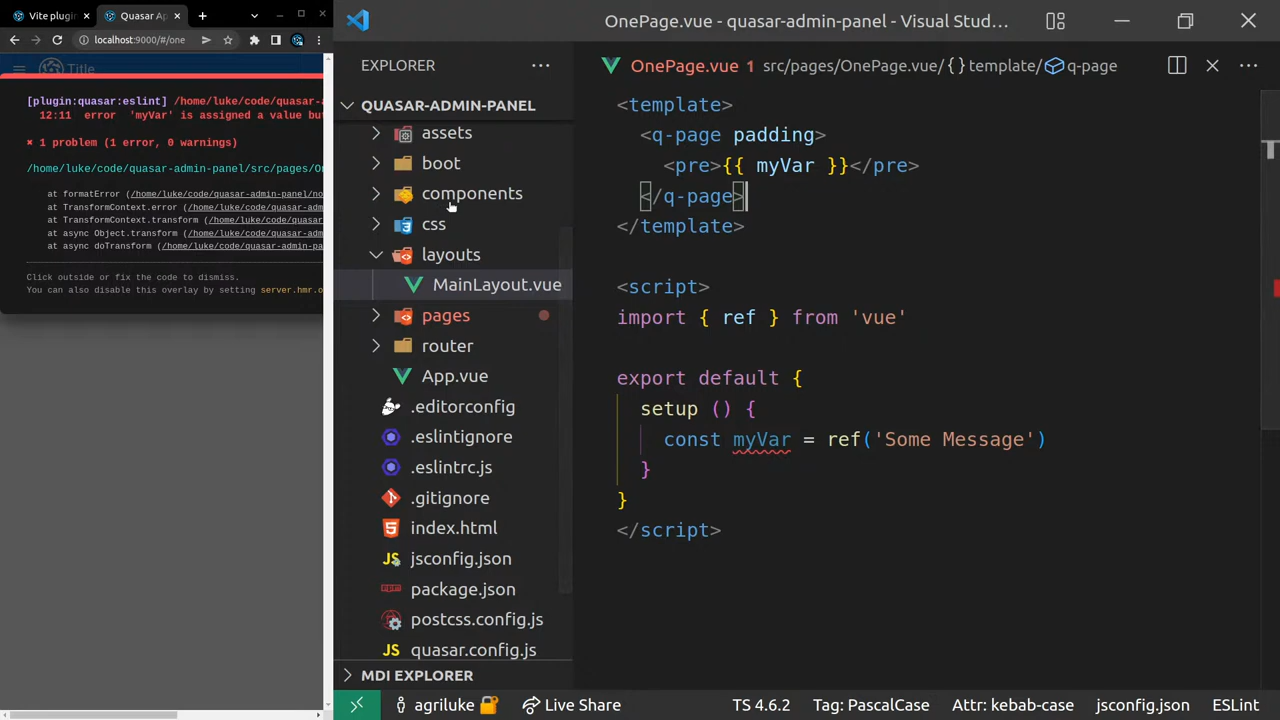 Vite plugin
Quasar Ap
localhost:9000/#/one
Title
[plugin:quasar:eslint] /home/luke/code/quasar-a
12:11 error 'myVar' is assigned a value bu
✖ 1 problem (1 error, 0 warnings)
/home/luke/code/quasar-admin-panel/src/pages/On
at formatError (/home/luke/code/quasar-admin-panel/no
at TransformContext.error (/home/luke/code/quasar-adm
at TransformContext.transform (/home/luke/code/quasar
at async Object.transform (/home/luke/code/quasar-adm
at async doTransform (/home/luke/code/quasar-admin-pa
Click outside or fix the code to dismiss.
You can also disable this overlay by setting server.hmr.o
OnePage.vue - quasar-admin-panel - Visual Stud…
EXPLORER
QUASAR-ADMIN-PANEL
assets
boot
components
css
layouts
MainLayout.vue
pages
router
App.vue
.editorconfig
.eslintignore
.eslintrc.js
.gitignore
index.html
jsconfig.json
package.json
postcss.config.js
quasar.config.js
MDI EXPLORER
OnePage.vue 1 src/pages/OnePage.vue/ {} template/ q-page
<template>
<q-page padding>
<pre>{{ myVar }}</pre>
</q-page>
</template>
<script>
import { ref } from 'vue'
export default {
setup () {
const myVar = ref('Some Message')
}
}
</script>
agriluke Live Share TS 4.6.2 Tag: PascalCase Attr: kebab-case jsconfig.json ESLint